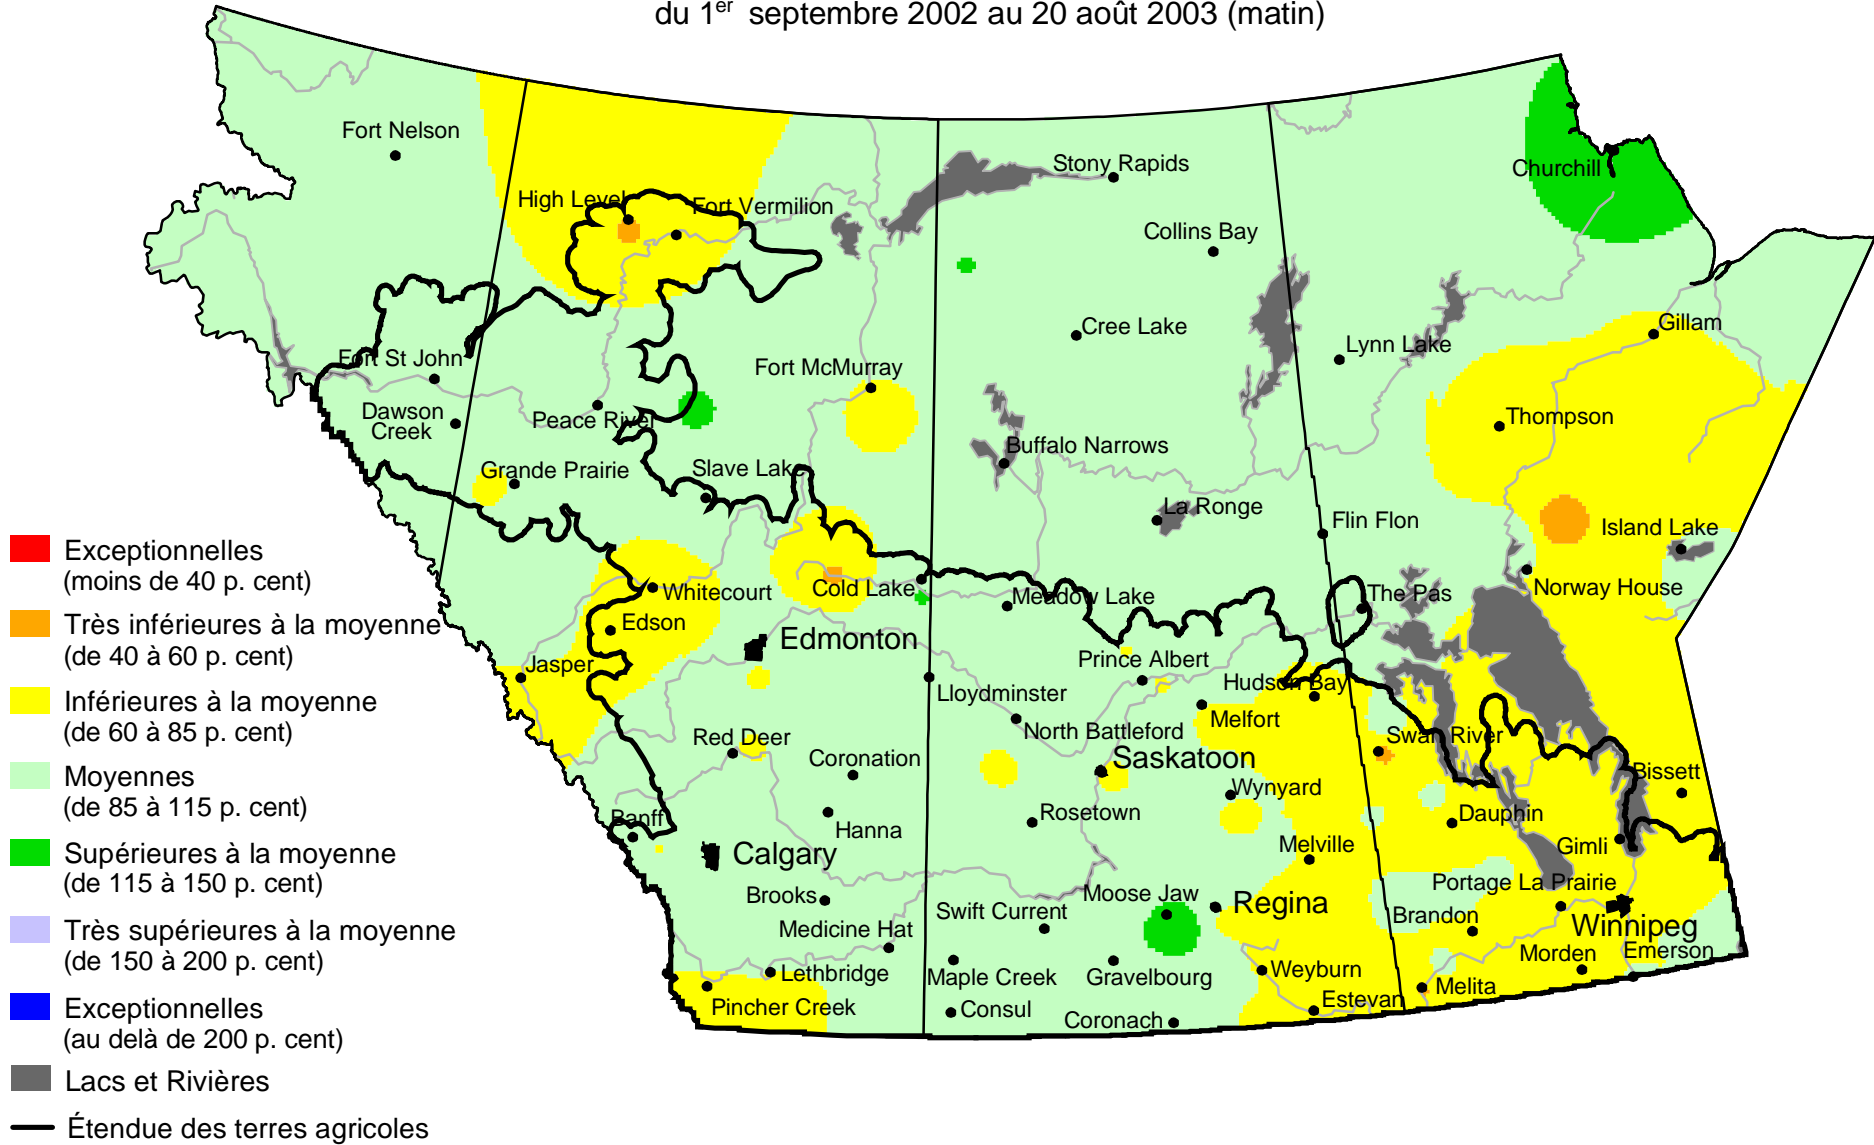 du 1er septembre 2002 au 20 août 2003 (matin)
Fort Nelson
High Level
Fort Vermilion
Stony Rapids
Churchill
Collins Bay
Cree Lake
Lynn Lake
Gillam
Fort St John
Fort McMurray
Dawson
Creek
Peace River
Thompson
Buffalo Narrows
Grande Prairie
Slave Lake
La Ronge
Flin Flon
Island Lake
Whitecourt
Cold Lake
Meadow Lake
The Pas
Norway House
Edson
Edmonton
Jasper
Prince Albert
Hudson Bay
Lloydminster
Melfort
North Battleford
Red Deer
Swan River
Coronation
Saskatoon
Bissett
Wynyard
Banff
Hanna
Rosetown
Dauphin
Calgary
Melville
Gimli
Brooks
Moose Jaw
Portage La Prairie
Swift Current
Regina
Brandon
Medicine Hat
Winnipeg
Lethbridge
Maple Creek
Gravelbourg
Weyburn
Morden
Emerson
Pincher Creek
Consul
Coronach
Estevan
Melita
Exceptionnelles
(moins de 40 p. cent)
Très inférieures à la moyenne
(de 40 à 60 p. cent)
Inférieures à la moyenne
(de 60 à 85 p. cent)
Moyennes
(de 85 à 115 p. cent)
Supérieures à la moyenne
(de 115 à 150 p. cent)
Très supérieures à la moyenne
(de 150 à 200 p. cent)
Exceptionnelles
(au delà de 200 p. cent)
Lacs et Rivières
Étendue des terres agricoles